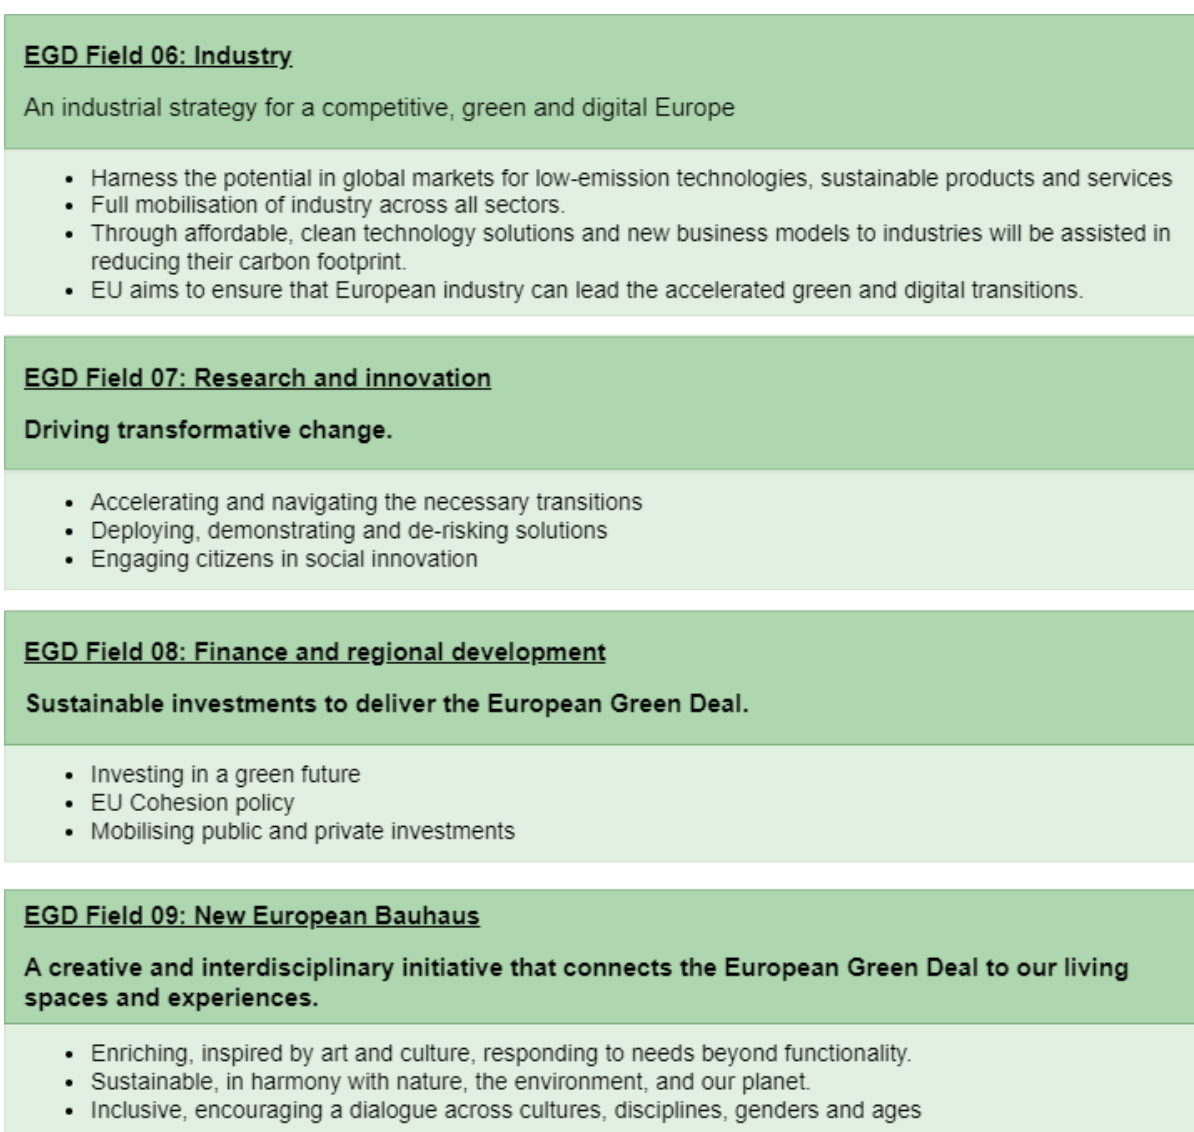 EGD Field 06: Industry
An industrial strategy for a competitive, green and digital Europe
• Harness the potential in global markets for low-emission technologies, sustainable products and services
• Full mobilisation of industry across all sectors.
• Through affordable, clean technology solutions and new business models to industries will be assisted in
reducing their carbon footprint.
• EU aims to ensure that European industry can lead the accelerated green and digital transitions.
EGD Field 07: Research and innovation
Driving transformative change.
• Accelerating and navigating the necessary transitions
• Deploying, demonstrating and de-risking solutions
• Engaging citizens in social innovation
EGD Field 08: Finance and regional development
Sustainable investments to deliver the European Green Deal.
• Investing in a green future
• EU Cohesion policy
• Mobilising public and private investments
EGD Field 09: New European Bauhaus
A creative and interdisciplinary initiative that connects the European Green Deal to our living
spaces and experiences.
• Enriching, inspired by art and culture, responding to needs beyond functionality.
• Sustainable, in harmony with nature, the environment, and our planet.
• Inclusive, encouraging a dialogue across cultures, disciplines, genders and ages